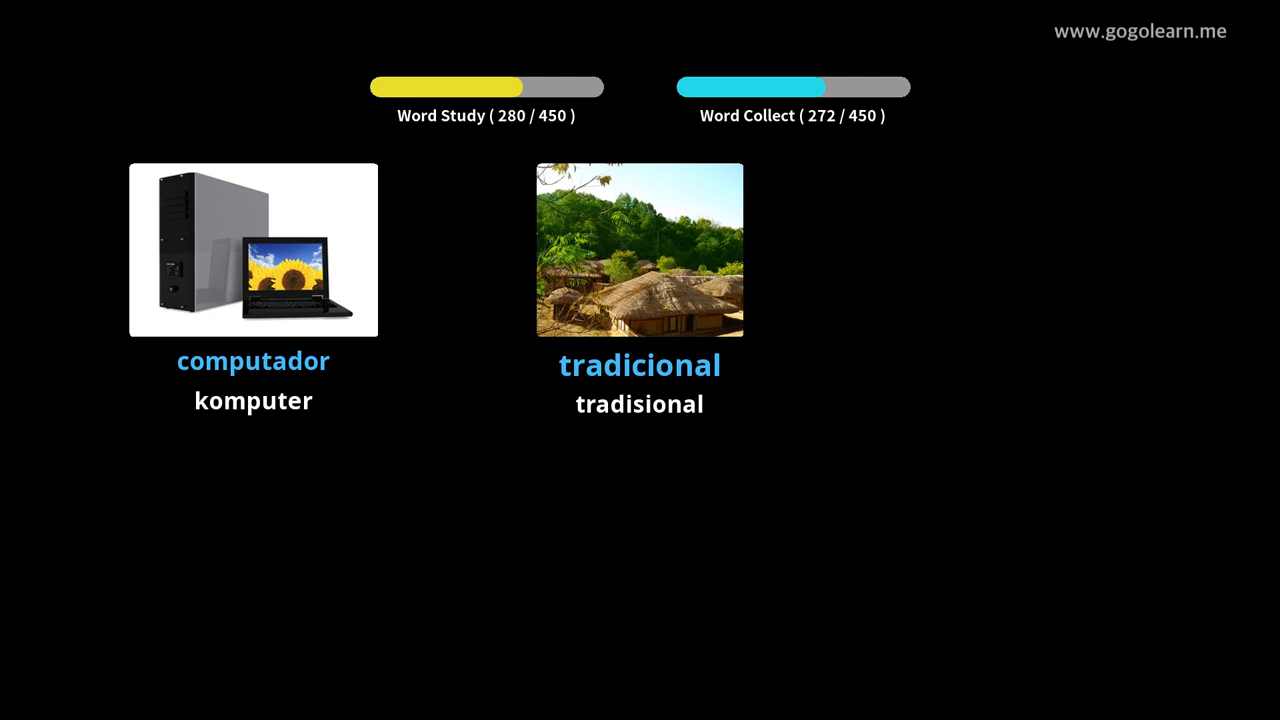 www.gogolearn.me
Word Study ( 280 / 450 )
Word Collect ( 272 / 450 )
computador
komputer
tradicional
tradisional